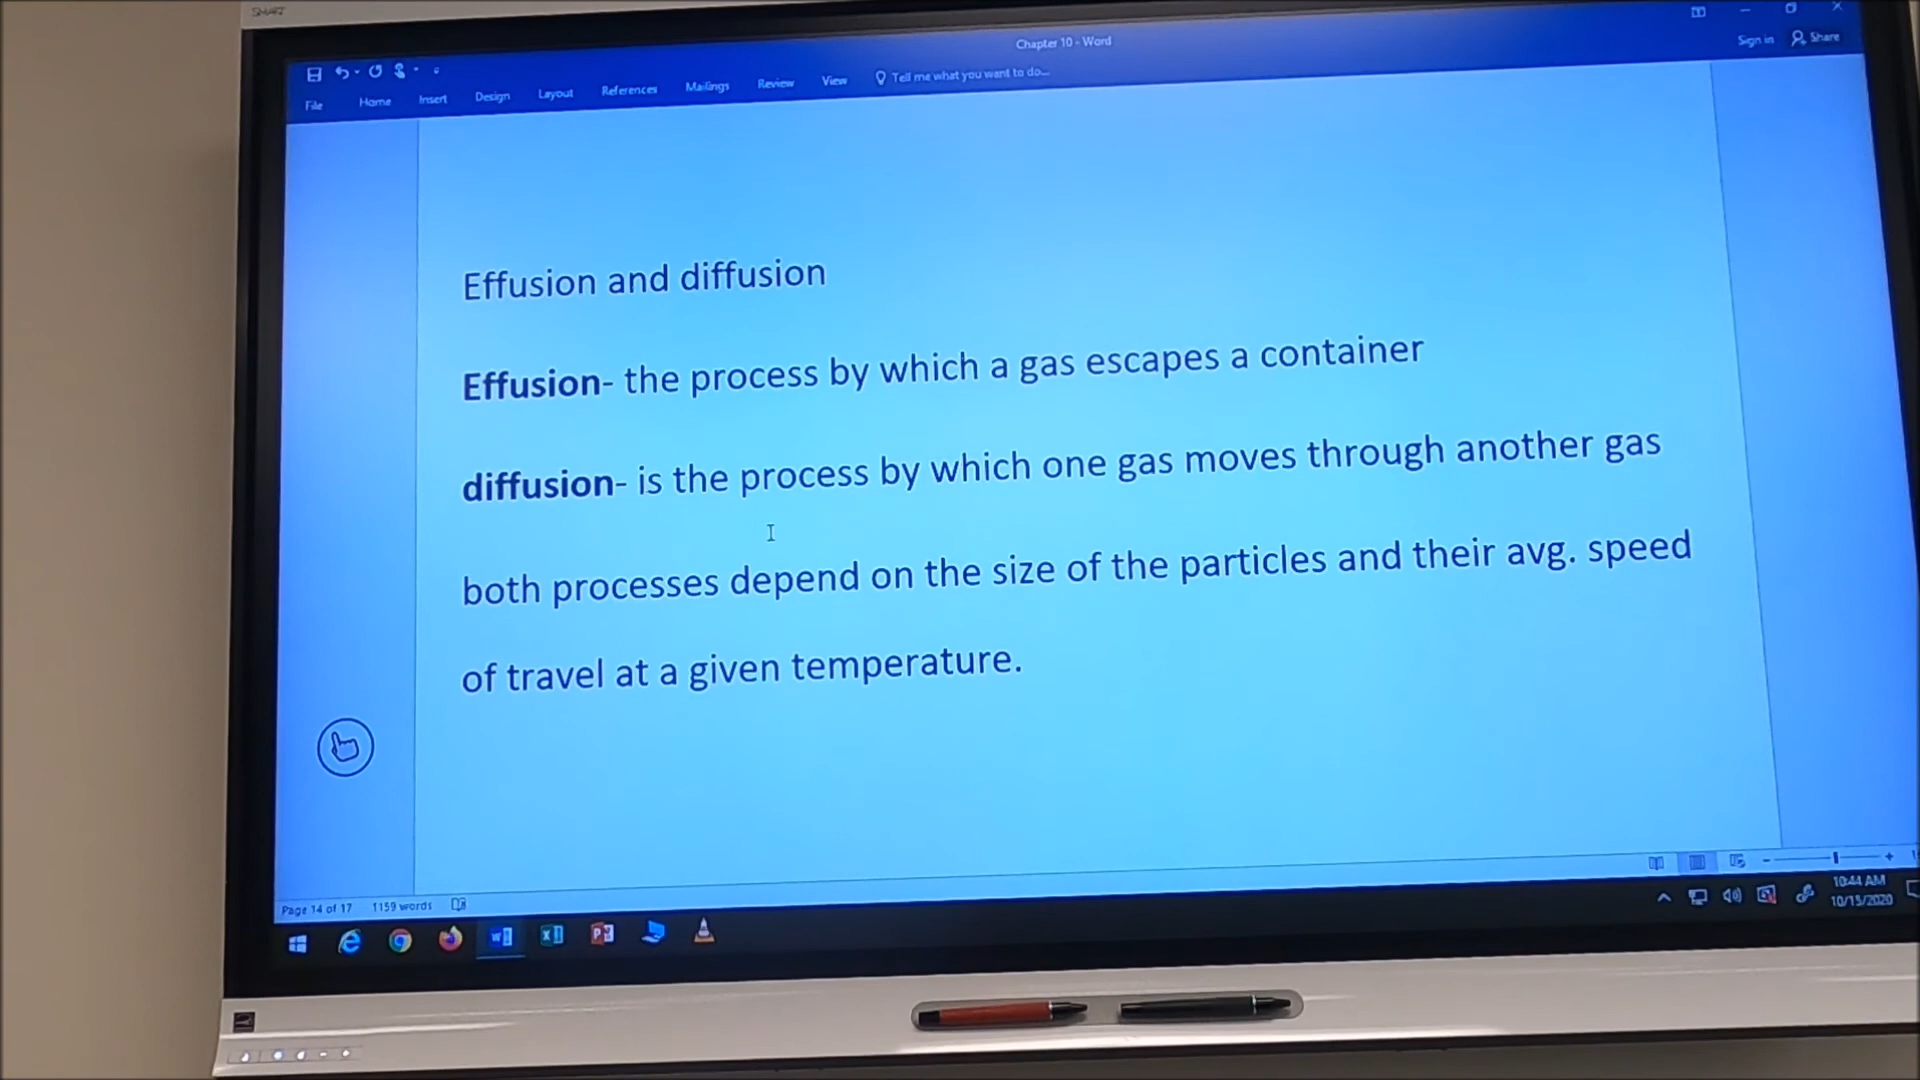 SMART
Chapter 10 - Word
Sign in Share
File Home Insert Design Layout References Mailings Review View Tell me what you want to do...
Effusion and diffusion
Effusion- the process by which a gas escapes a container
diffusion- is the process by which one gas moves through another gas
both processes depend on the size of the particles and their avg. speed
of travel at a given temperature.
Page 14 of 17 1159 words
10:44 AM
10/15/2020